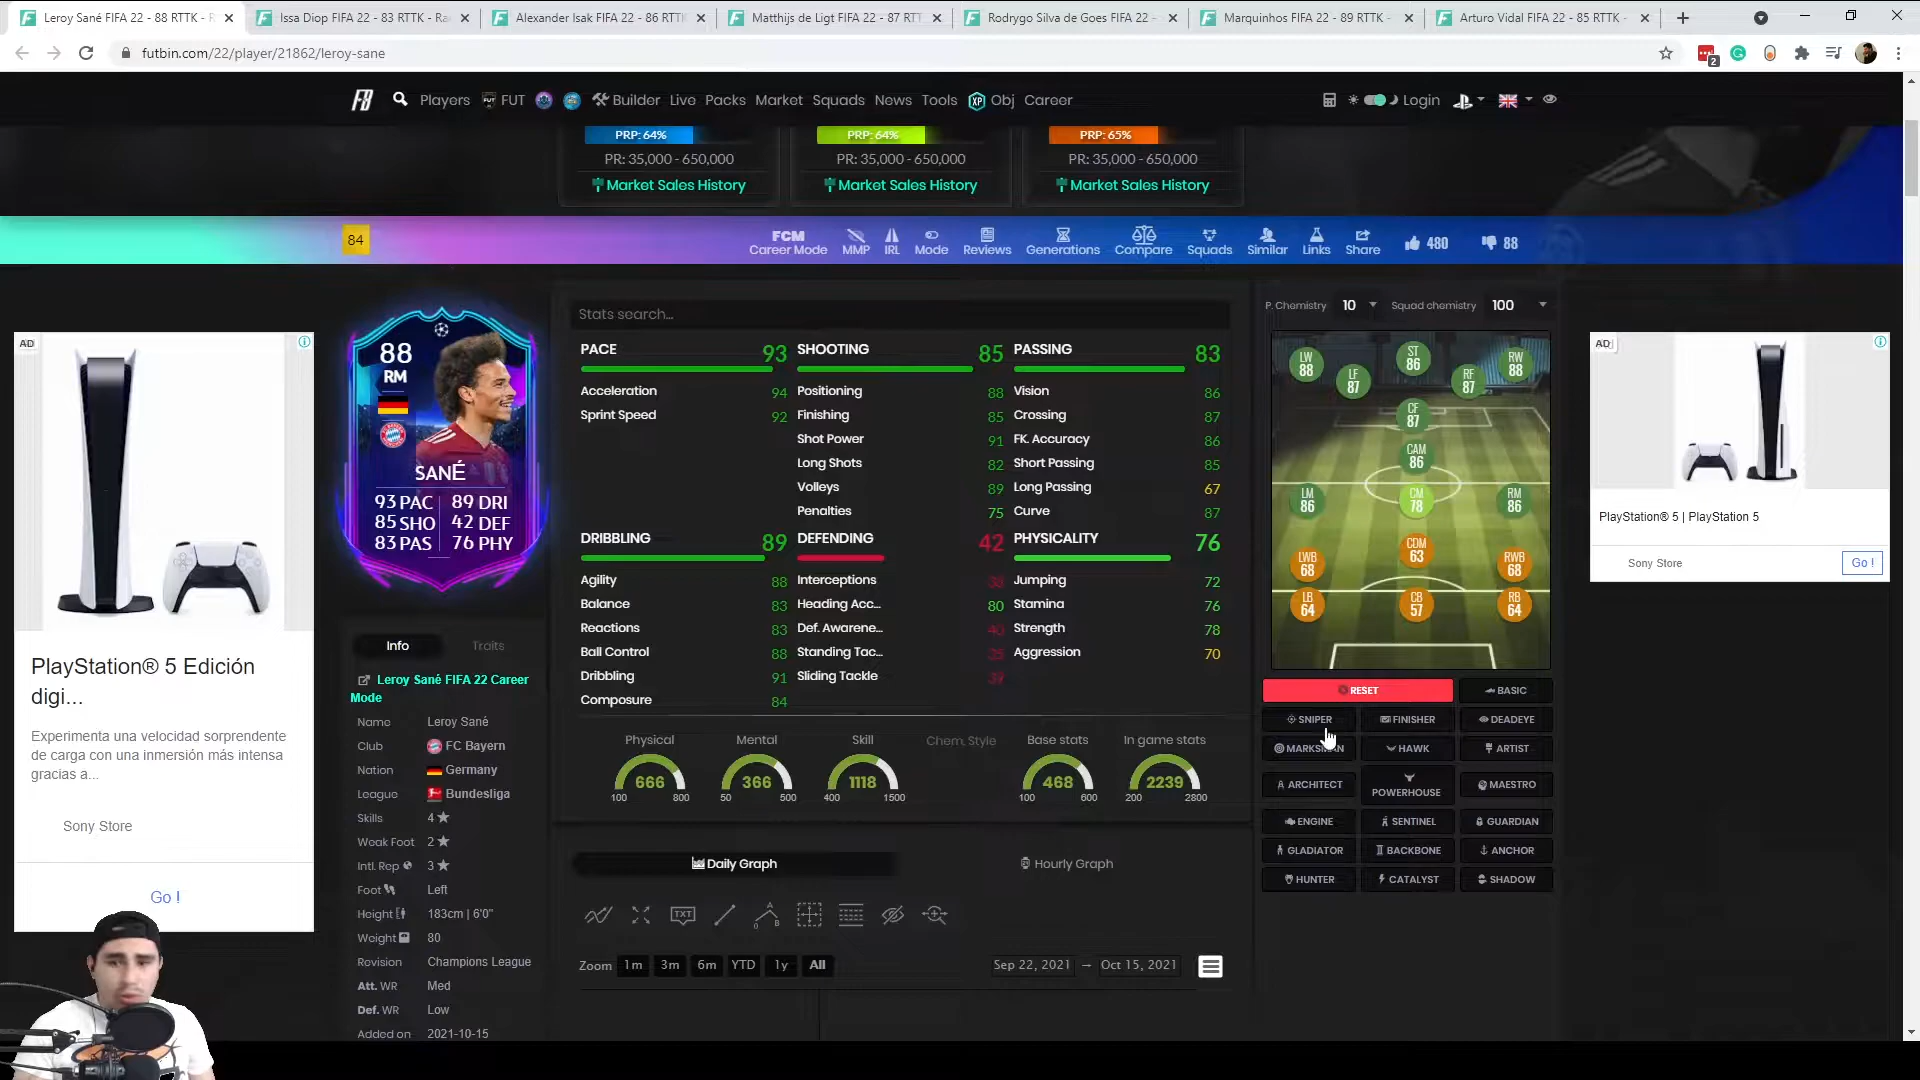 Leroy Sané FIFA 22 - 88 RTTK - R
Issa Diop FIFA 22 - 83 RTTK - Ra
Alexander Isak FIFA 22 - 86 RTTK
Matthijs de Ligt FIFA 22 - 87 RTT
Rodrygo Silva de Goes FIFA 22 -
Marquinhos FIFA 22 - 89 RTTK -
Arturo Vidal FIFA 22 - 85 RTTK -
futbin.com/22/player/21862/leroy-sane
2
Players FUT Builder Live Packs Market Squads News Tools XP Obj Career
Login
PRP: 64% PRP: 64% PRP: 65%
PR: 35,000 - 650,000 PR: 35,000 - 650,000 PR: 35,000 - 650,000
Market Sales History Market Sales History Market Sales History
84
FCM
Career Mode MMP IRL Mode Reviews Generations Compare Squads Similar Links Share 480 88
AD
PlayStation® 5 Edición
digi...
Experimenta una velocidad sorprendente
de carga con una inmersión más intensa
gracias a...
Sony Store
Go !
88
RM
SANÉ
93 PAC 89 DRI
85 SHO 42 DEF
83 PAS 76 PHY
Info Traits
Leroy Sané FIFA 22 Career
Mode
Name Leroy Sané
Club FC Bayern
Nation Germany
League Bundesliga
Skills 4
Weak Foot 2
Intl. Rep 3
Foot Left
Height 183cm | 6'0"
Weight 80
Revision Champions League
Att. WR Med
Def. WR Low
Added on 2021-10-15
Stats search...
PACE 93
Acceleration 94
Sprint Speed 92
SHOOTING 85
Positioning 88
Finishing 85
Shot Power 91
Long Shots 82
Volleys 89
Penalties 75
PASSING 83
Vision 86
Crossing 87
FK. Accuracy 86
Short Passing 85
Long Passing 67
Curve 87
DRIBBLING 89
Agility 88
Balance 83
Reactions 83
Ball Control 88
Dribbling 91
Composure 84
DEFENDING 42
Interceptions
Heading Acc... 80
Def. Awarene... 40
Standing Tac...
Sliding Tackle
PHYSICALITY 76
Jumping 72
Stamina 76
Strength 78
Aggression 70
Physical Mental Skill Chem. Style Base stats In game stats
666 366 1118 468 2239
100 800 50 500 400 1500 100 600 200 2800
Daily Graph Hourly Graph
TXT
Zoom 1m 3m 6m YTD 1y All
Sep 22, 2021 → Oct 15, 2021
P. Chemistry 10 Squad chemistry 100
LW
88
LF
87
ST
86
RF
87
RW
88
CF
87
CAM
86
LM
86
CM
78
RM
86
LWB
68
CDM
63
RWB
68
LB
64
CB
57
RB
64
RESET BASIC
SNIPER FINISHER DEADEYE
MARKSMAN HAWK ARTIST
ARCHITECT POWERHOUSE MAESTRO
ENGINE SENTINEL GUARDIAN
GLADIATOR BACKBONE ANCHOR
HUNTER CATALYST SHADOW
AD
PlayStation® 5 | PlayStation 5
Sony Store Go !